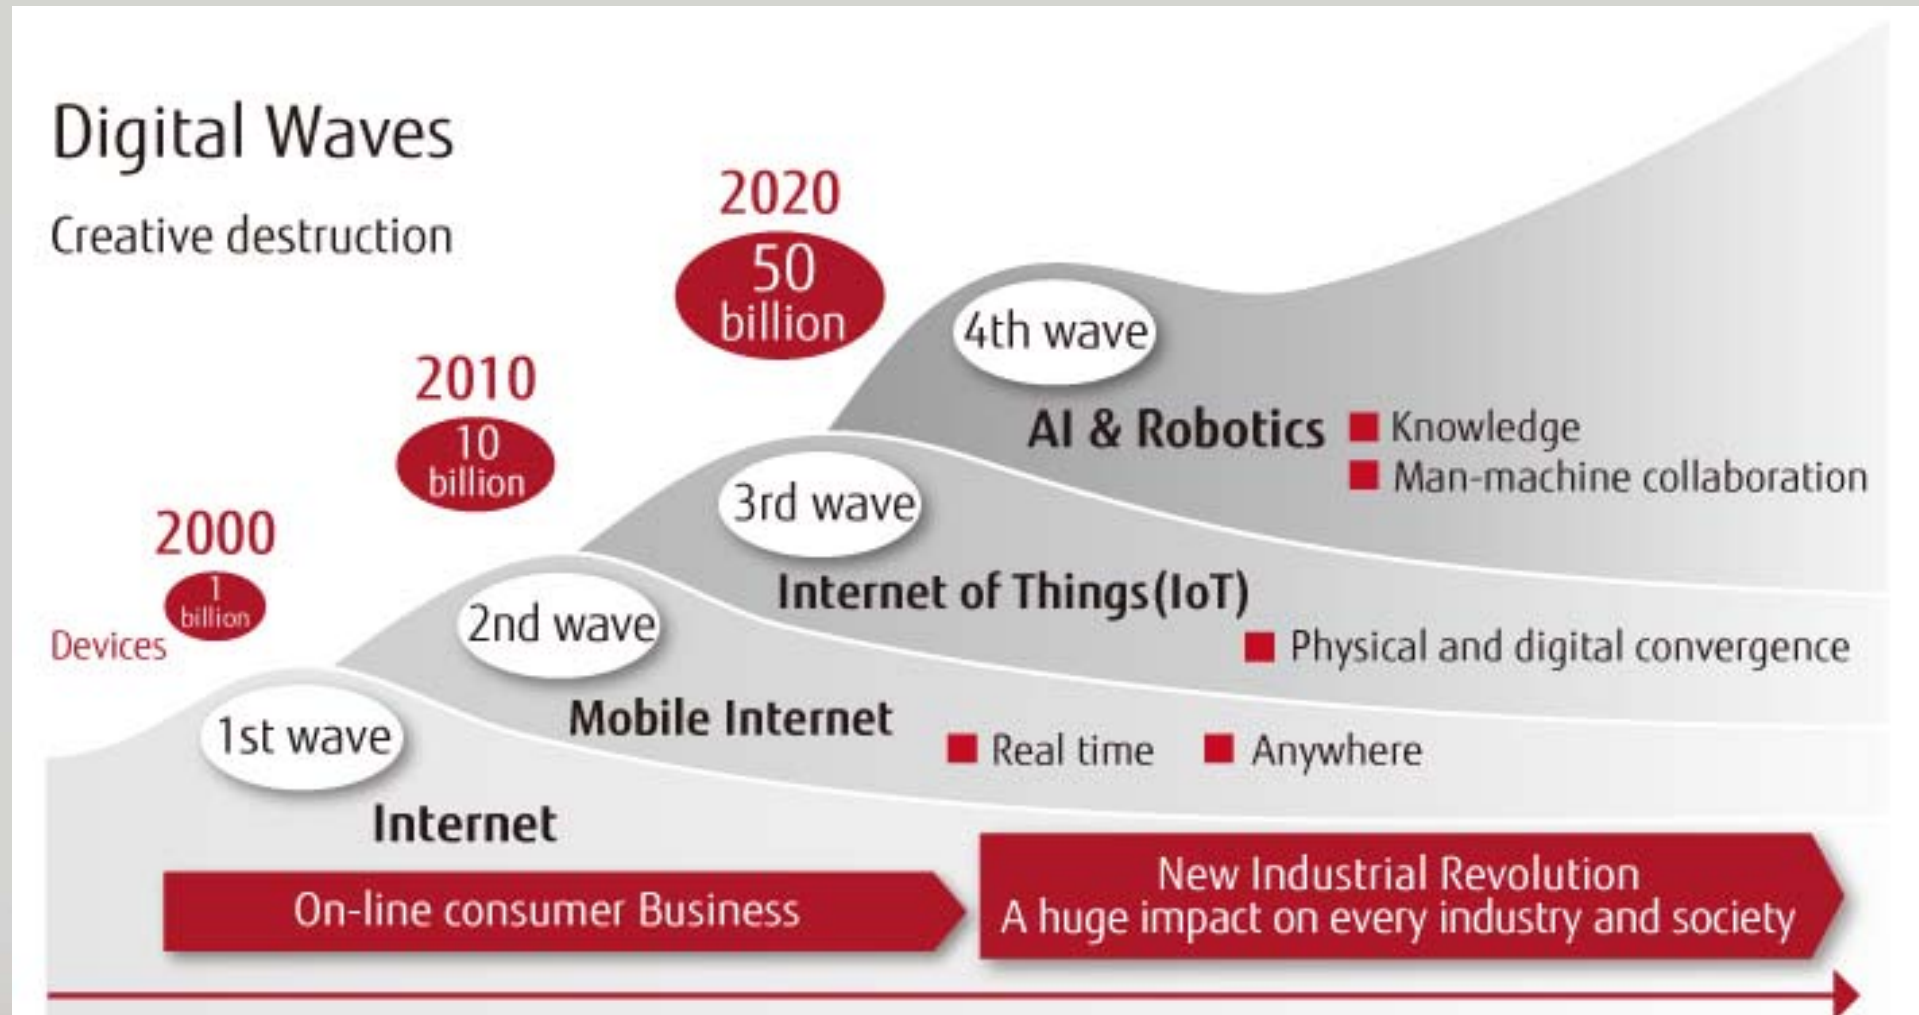 Digital Waves
Creative destruction
2020
50
billion
2010
10
billion
2000
1
billion
Devices
4th wave
AI & Robotics
Knowledge
Man-machine collaboration
3rd wave
Internet of Things(IoT)
Physical and digital convergence
2nd wave
Mobile Internet
Real time
Anywhere
1st wave
Internet
On-line consumer Business
New Industrial Revolution
A huge impact on every industry and society